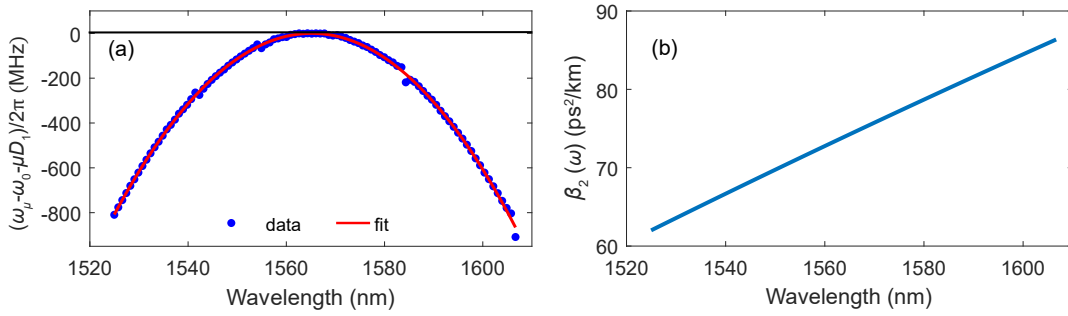 (a)
(ω_μ-ω_0-μD_1)/2π (MHz)
0
-200
-400
-600
-800
data
fit
1520
1540
1560
1580
1600
Wavelength (nm)
(b)
β_2 (ω) (ps²/km)
90
80
70
60
1520
1540
1560
1580
1600
Wavelength (nm)